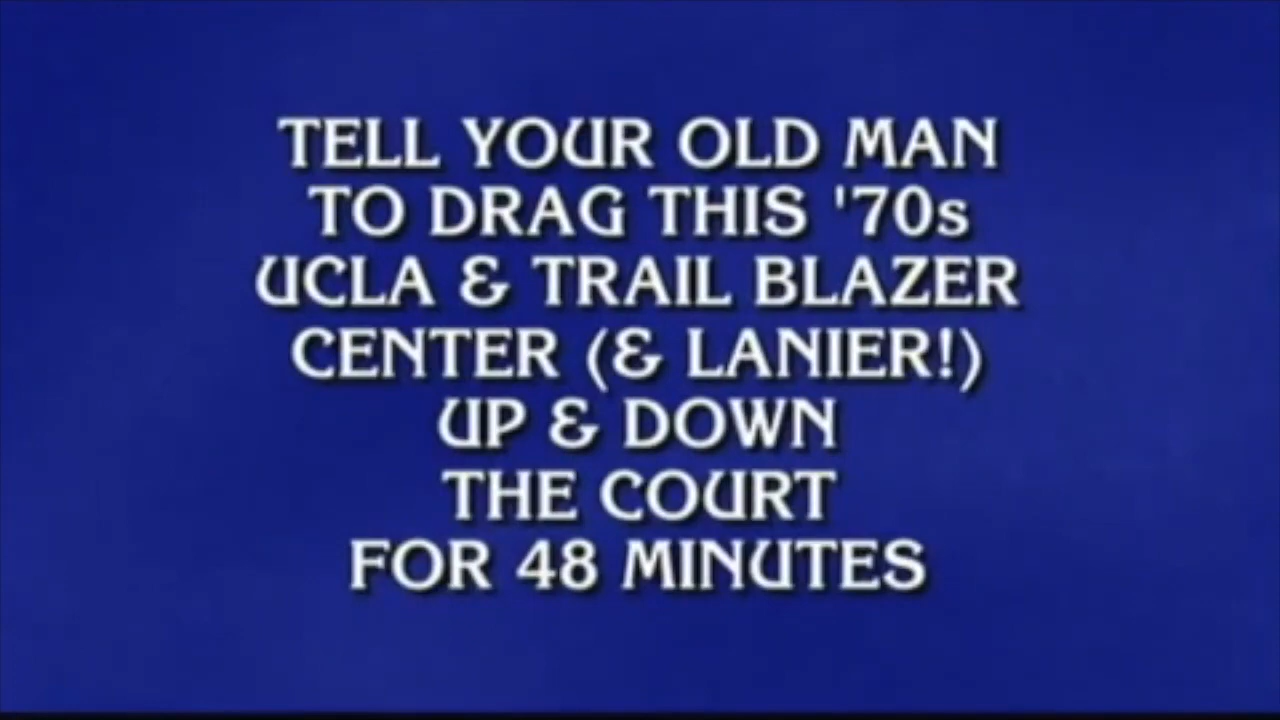 TELL YOUR OLD MAN
TO DRAG THIS '70s
UCLA & TRAIL BLAZER
CENTER (& LANIER!)
UP & DOWN
THE COURT
FOR 48 MINUTES